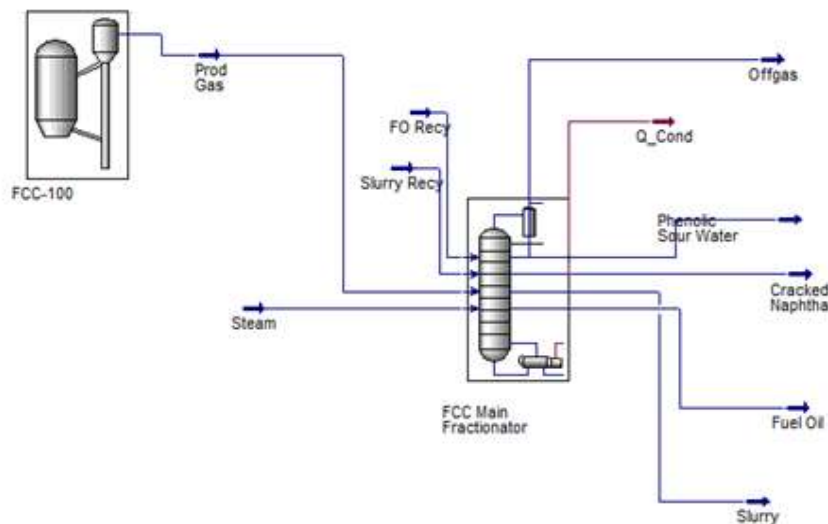 Prod
Gas
Offgas
FO Recy
Q_Cond
Slurry Recy
FCC-100
Phenolic
Sour Water
Cracked
Naphtha
Steam
FCC Main
Fractionator
Fuel Oil
Slurry